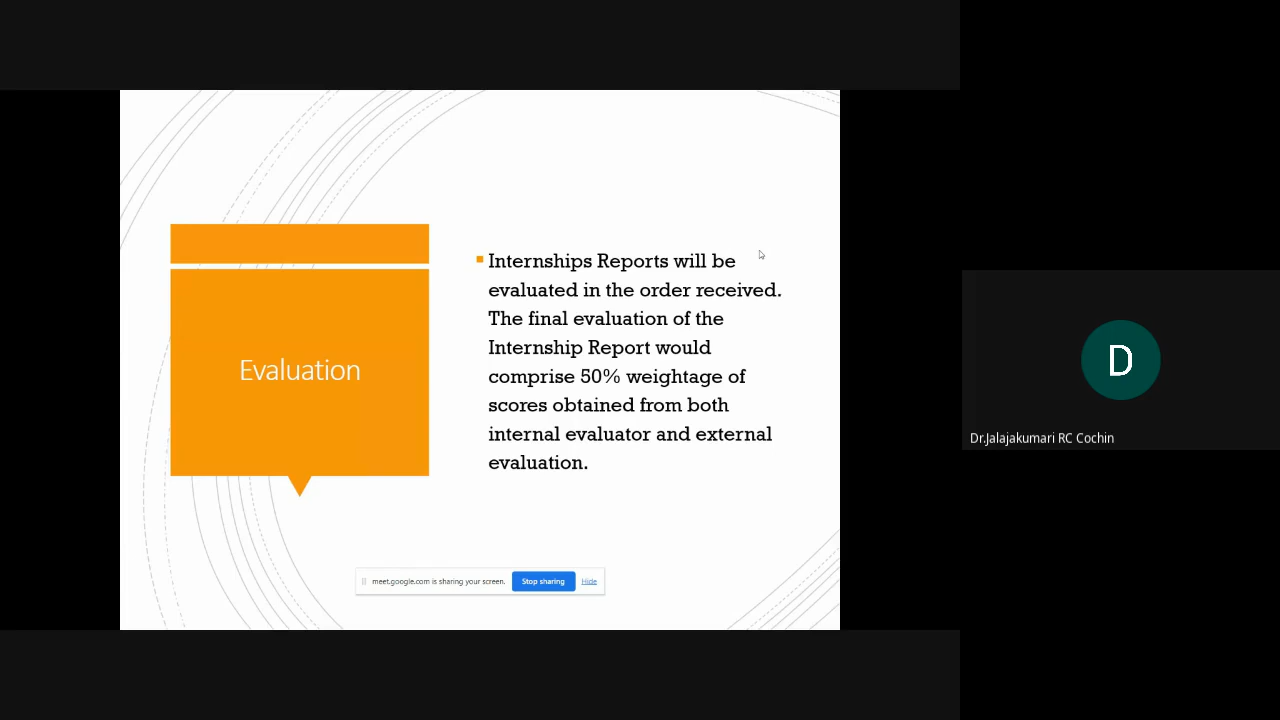 Evaluation
Internships Reports will be
evaluated in the order received.
The final evaluation of the
Internship Report would
comprise 50% weightage of
scores obtained from both
internal evaluator and external
evaluation.
meet.google.com is sharing your screen. Stop sharing Hide
D
Dr.Jalajakumari RC Cochin